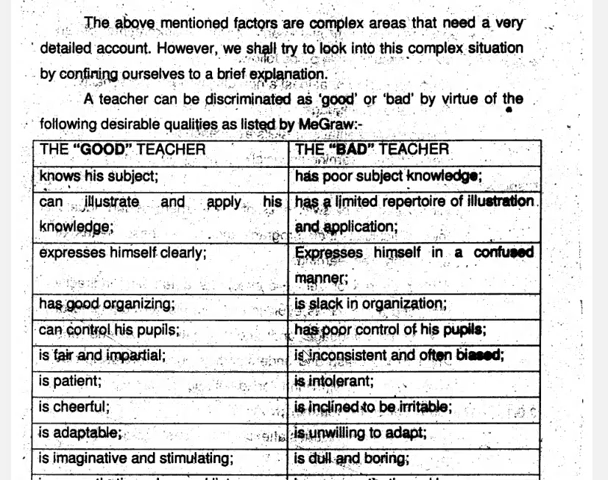 The above mentioned factors are complex areas that need a very
detailed account. However, we shall try to look into this complex situation
by confining ourselves to a brief explanation.
A teacher can be discriminated as 'good' or 'bad' by virtue of the
following desirable qualities as listed by MeGraw:-
THE "GOOD" TEACHER
THE "BAD" TEACHER
knows his subject;
has poor subject knowledge;
can illustrate and apply his
knowledge;
has a limited repertoire of illustration
and application;
expresses himself clearly;
Expresses himself in a confused
manner;
has good organizing;
is slack in organization;
can control his pupils;
has poor control of his pupils;
is fair and impartial;
is inconsistent and often biased;
is patient;
is intolerant;
is cheerful;
is inclined to be irritable;
is adaptable;
is unwilling to adapt;
is imaginative and stimulating;
is dull and boring;